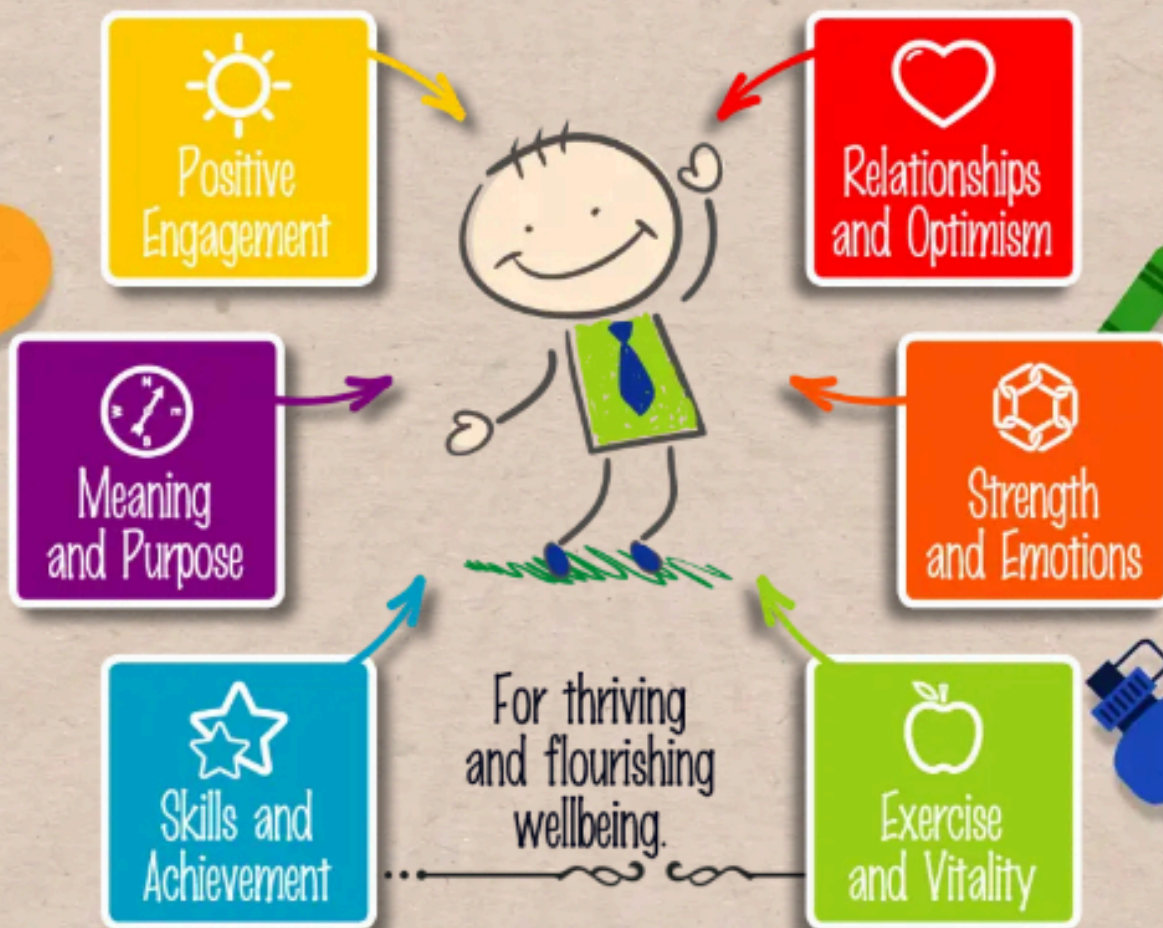 Positive
Engagement
Relationships
and Optimism
Meaning
and Purpose
Strength
and Emotions
Skills and
Achievement
For thriving
and flourishing
wellbeing.
Exercise
and Vitality